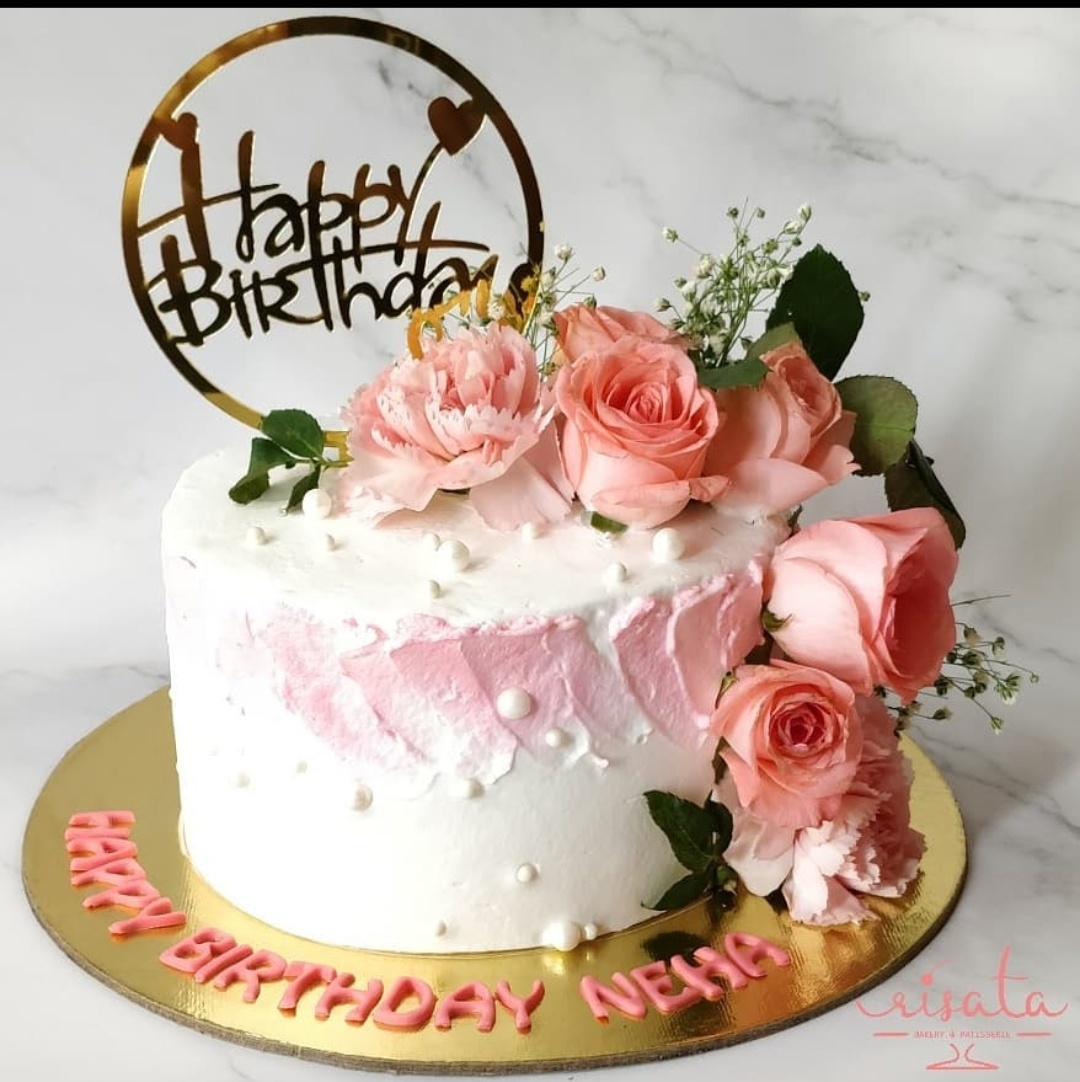 Happy
BIRthday
HAPPY BIRTHDAY NEHA
risata
BAKERY & PATISSERIE